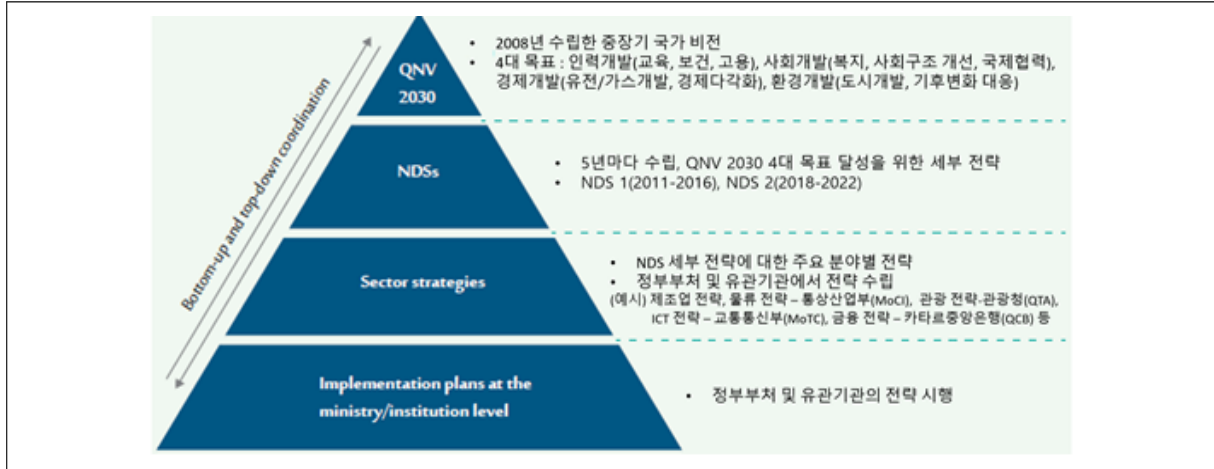 Bottom-up and top-down coordination
QNV
2030
• 2008년 수립한 중장기 국가 비전
• 4대 목표 : 인력개발(교육, 보건, 고용), 사회개발(복지, 사회구조 개선, 국제협력),
경제개발(유전/가스개발, 경제다각화), 환경개발(도시개발, 기후변화 대응)
NDSs
• 5년마다 수립, QNV 2030 4대 목표 달성을 위한 세부 전략
• NDS 1(2011-2016), NDS 2(2018-2022)
Sector strategies
• NDS 세부 전략에 대한 주요 분야별 전략
• 정부부처 및 유관기관에서 전략 수립
(예시) 제조업 전략, 물류 전략 – 통상산업부(MoCI), 관광 전략-관광청(QTA),
ICT 전략 – 교통통신부(MoTC), 금융 전략 – 카타르중앙은행(QCB) 등
Implementation plans at the
ministry/institution level
• 정부부처 및 유관기관의 전략 시행